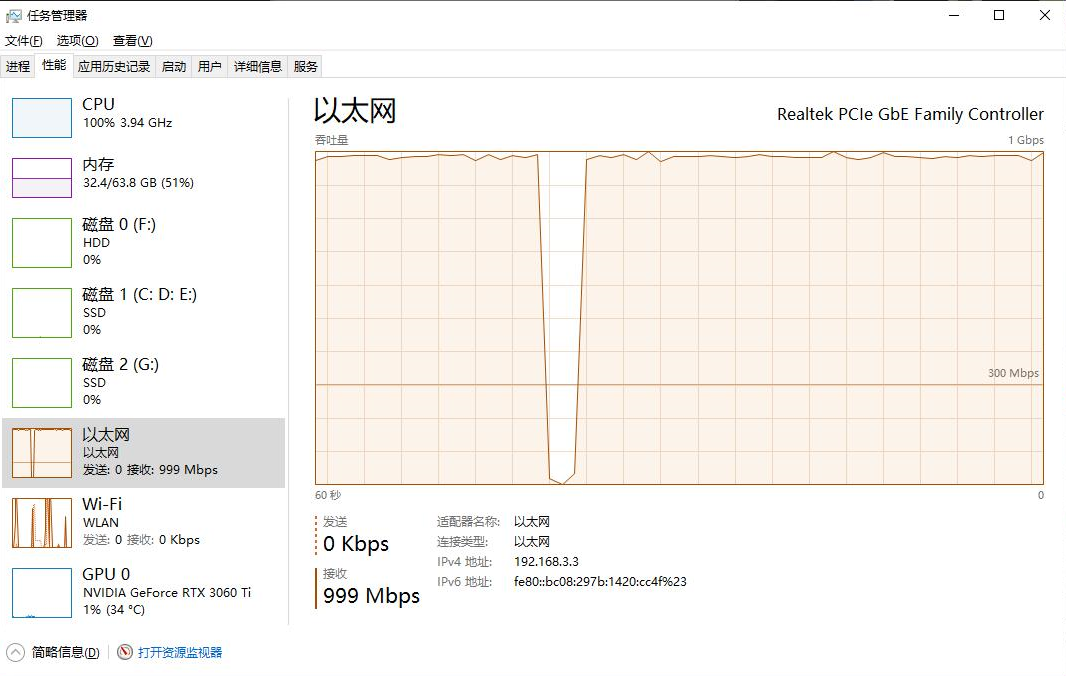 任务管理器
文件(F) 选项(O) 查看(V)
进程 性能 应用历史记录 启动 用户 详细信息 服务
CPU
100% 3.94 GHz
内存
32.4/63.8 GB (51%)
磁盘 0 (F:)
HDD
0%
磁盘 1 (C: D: E:)
SSD
0%
磁盘 2 (G:)
SSD
0%
以太网
以太网
发送: 0 接收: 999 Mbps
Wi-Fi
WLAN
发送: 0 接收: 0 Kbps
GPU 0
NVIDIA GeForce RTX 3060 Ti
1% (34 °C)
以太网
Realtek PCIe GbE Family Controller
吞吐量
1 Gbps
300 Mbps
60 秒
0
发送
0 Kbps
接收
999 Mbps
适配器名称: 以太网
连接类型: 以太网
IPv4 地址: 192.168.3.3
IPv6 地址: fe80::bc08:297b:1420:cc4f%23
简略信息(D)
打开资源监视器